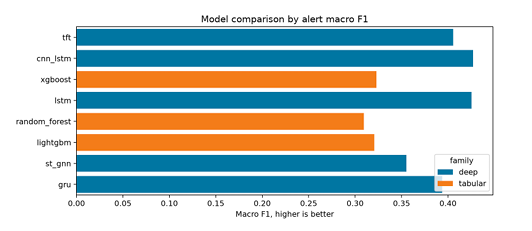 Model comparison by alert macro F1
tft
cnn_lstm
xgboost
lstm
random_forest
lightgbm
st_gnn
gru
family
deep
tabular
0.00 0.05 0.10 0.15 0.20 0.25 0.30 0.35 0.40
Macro F1, higher is better